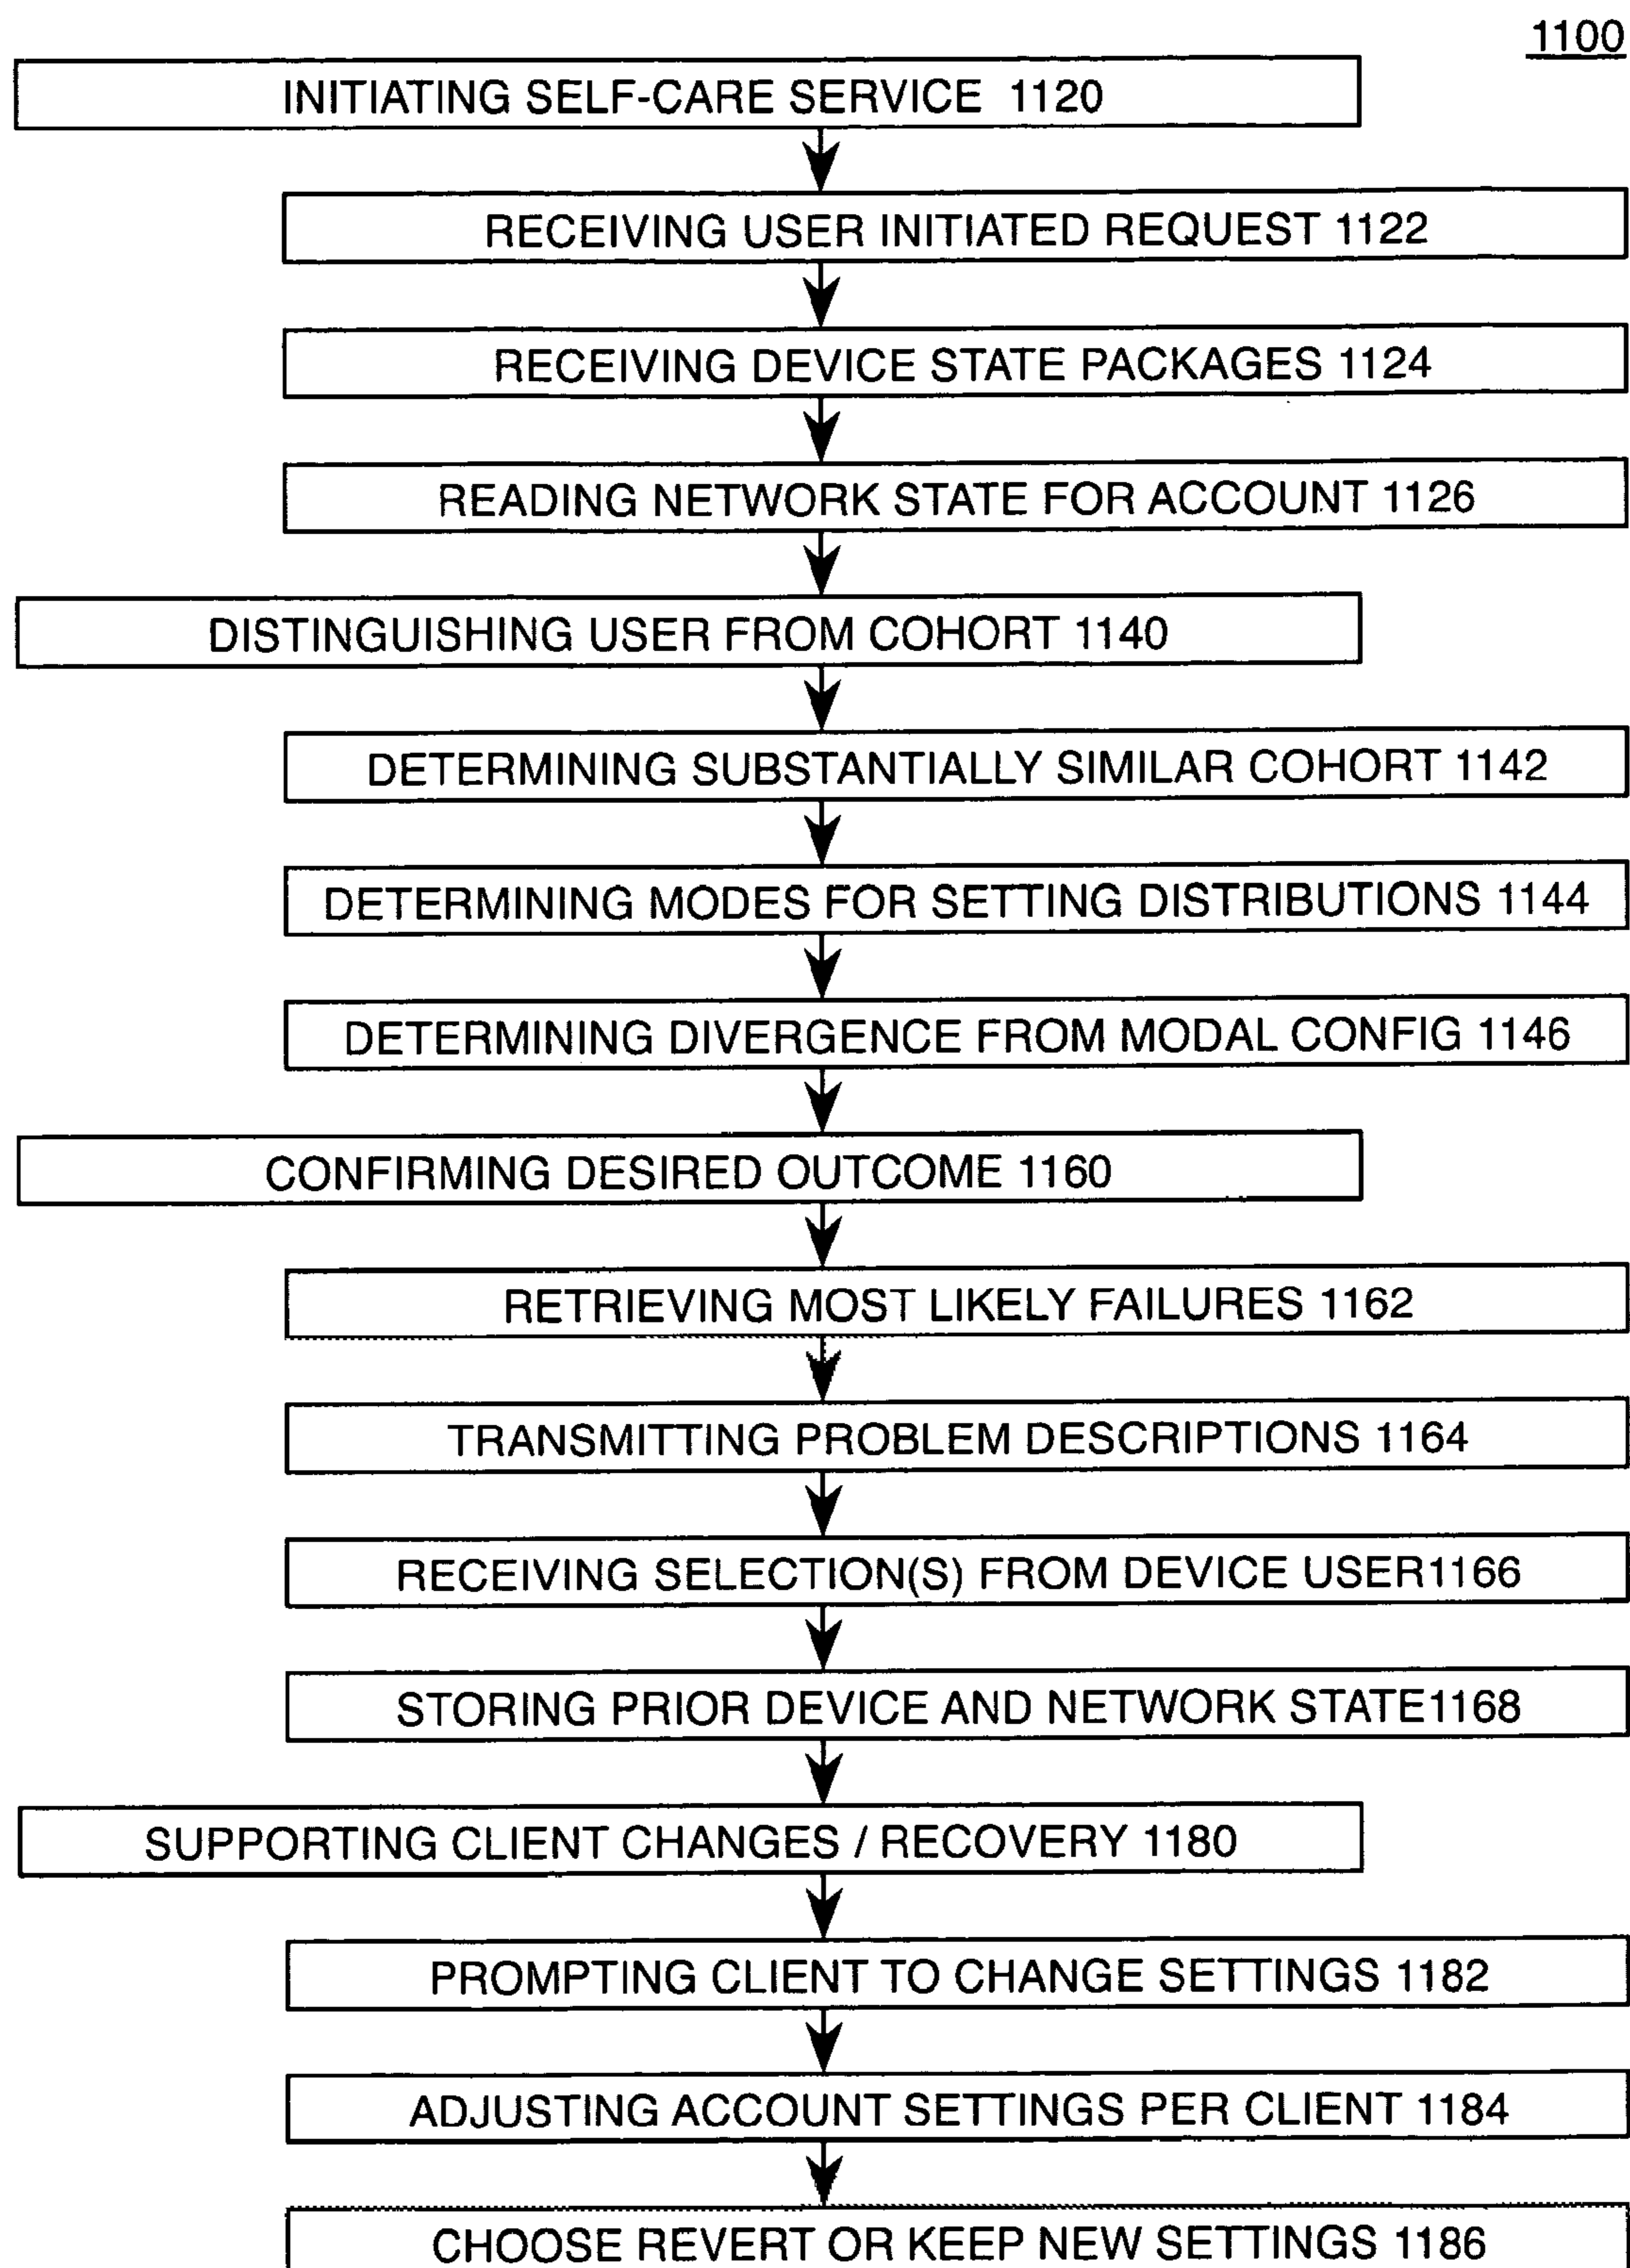 1100
INITIATING SELF-CARE SERVICE 1120
RECEIVING USER INITIATED REQUEST 1122
RECEIVING DEVICE STATE PACKAGES 1124
READING NETWORK STATE FOR ACCOUNT 1126
DISTINGUISHING USER FROM COHORT 1140
DETERMINING SUBSTANTIALLY SIMILAR COHORT 1142
DETERMINING MODES FOR SETTING DISTRIBUTIONS 1144
DETERMINING DIVERGENCE FROM MODAL CONFIG 1146
CONFIRMING DESIRED OUTCOME 1160
RETRIEVING MOST LIKELY FAILURES 1162
TRANSMITTING PROBLEM DESCRIPTIONS 1164
RECEIVING SELECTION(S) FROM DEVICE USER1166
STORING PRIOR DEVICE AND NETWORK STATE1168
SUPPORTING CLIENT CHANGES / RECOVERY 1180
PROMPTING CLIENT TO CHANGE SETTINGS 1182
ADJUSTING ACCOUNT SETTINGS PER CLIENT 1184
CHOOSE REVERT OR KEEP NEW SETTINGS 1186